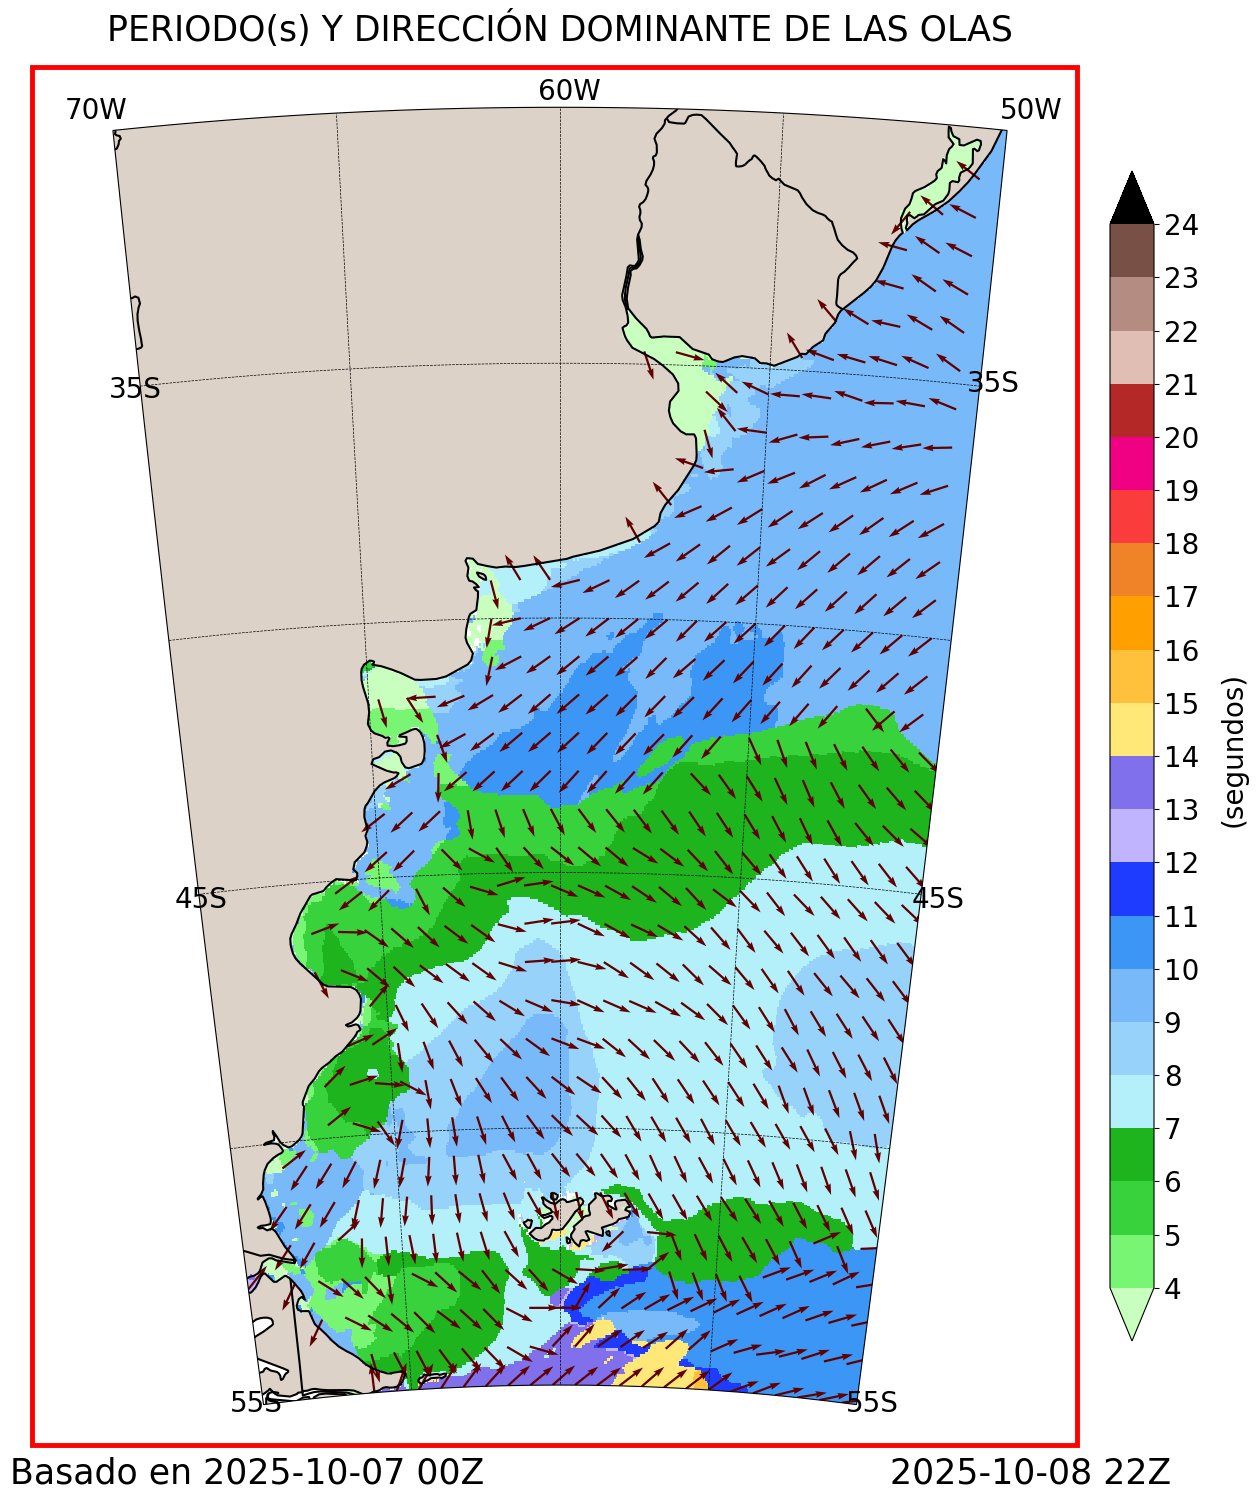 PERIODO(s) Y DIRECCIÓN DOMINANTE DE LAS OLAS
70W
60W
50W
35S
35S
45S
45S
55S
55S
24
23
22
21
20
19
18
17
16
15
14
13
12
11
10
9
8
7
6
5
4
(segundos)
Basado en 2025-10-07 00Z
2025-10-08 22Z